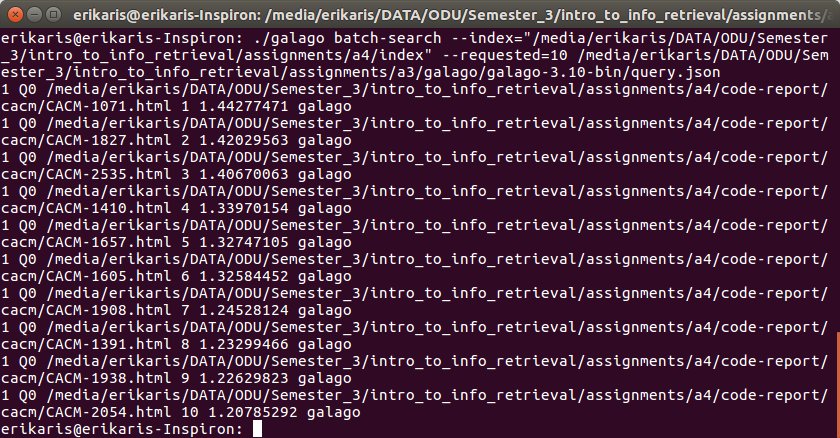 erikaris@erikaris-Inspiron: /media/erikaris/DATA/ODU/Semester_3/intro_to_info_retrieval/assignments/
erikaris@erikaris-Inspiron: ./galago batch-search --index="/media/erikaris/DATA/ODU/Semester
_3/intro_to_info_retrieval/assignments/a4/index" --requested=10 /media/erikaris/DATA/ODU/Sem
ester_3/intro_to_info_retrieval/assignments/a3/galago/galago-3.10-bin/query.json
1 Q0 /media/erikaris/DATA/ODU/Semester_3/intro_to_info_retrieval/assignments/a4/code-report/
cacm/CACM-1071.html 1 1.44277471 galago
1 Q0 /media/erikaris/DATA/ODU/Semester_3/intro_to_info_retrieval/assignments/a4/code-report/
cacm/CACM-1827.html 2 1.42029563 galago
1 Q0 /media/erikaris/DATA/ODU/Semester_3/intro_to_info_retrieval/assignments/a4/code-report/
cacm/CACM-2535.html 3 1.40670063 galago
1 Q0 /media/erikaris/DATA/ODU/Semester_3/intro_to_info_retrieval/assignments/a4/code-report/
cacm/CACM-1410.html 4 1.33970154 galago
1 Q0 /media/erikaris/DATA/ODU/Semester_3/intro_to_info_retrieval/assignments/a4/code-report/
cacm/CACM-1657.html 5 1.32747105 galago
1 Q0 /media/erikaris/DATA/ODU/Semester_3/intro_to_info_retrieval/assignments/a4/code-report/
cacm/CACM-1605.html 6 1.32584452 galago
1 Q0 /media/erikaris/DATA/ODU/Semester_3/intro_to_info_retrieval/assignments/a4/code-report/
cacm/CACM-1908.html 7 1.24528124 galago
1 Q0 /media/erikaris/DATA/ODU/Semester_3/intro_to_info_retrieval/assignments/a4/code-report/
cacm/CACM-1391.html 8 1.23299466 galago
1 Q0 /media/erikaris/DATA/ODU/Semester_3/intro_to_info_retrieval/assignments/a4/code-report/
cacm/CACM-1938.html 9 1.22629823 galago
1 Q0 /media/erikaris/DATA/ODU/Semester_3/intro_to_info_retrieval/assignments/a4/code-report/
cacm/CACM-2054.html 10 1.20785292 galago
erikaris@erikaris-Inspiron: